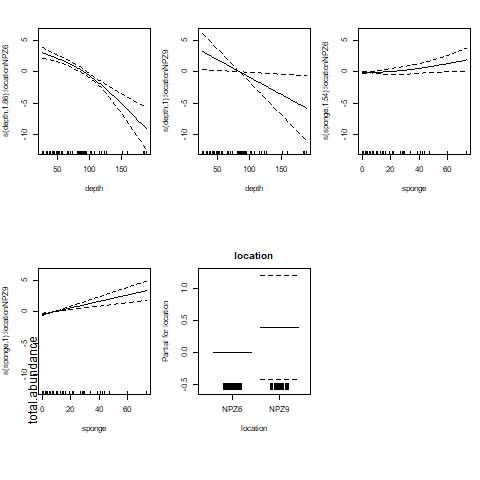 s(depth,1.86):locationNPZ6
5
0
-5
-10
50 100 150
depth
s(depth,1):locationNPZ9
5
0
-5
-10
50 100 150
depth
s(sponge,1.54):locationNPZ6
5
0
-5
-10
0 20 40 60
sponge
s(sponge,1):locationNPZ9
5
0
-5
-10
0 20 40 60
sponge
total.abundance
location
Partial for location
1.0
0.5
0.0
-0.5
NPZ6 NPZ9
location